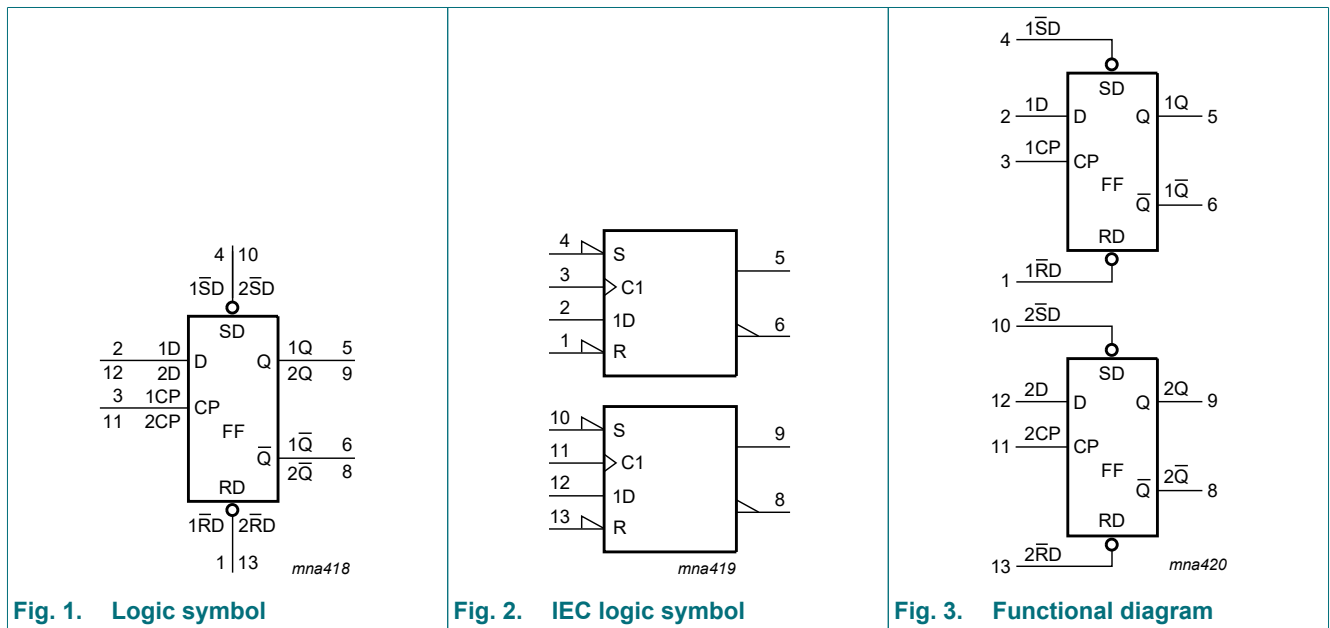 4 10
1S̅D 2S̅D
SD
2 1D D Q 1Q 5
12 2D 2Q 9
3 1CP CP
11 2CP
FF
Q̅ 1Q̅ 6
2Q̅ 8
RD
1R̅D 2R̅D
1 13
mna418
Fig. 1. Logic symbol
4 S 5
3 C1
2 1D 6
1 R
10 S 9
11 C1
12 1D 8
13 R
mna419
Fig. 2. IEC logic symbol
4 1S̅D
SD
2 1D D Q 1Q 5
3 1CP CP
FF
Q̅ 1Q̅ 6
RD
1 1R̅D
10 2S̅D
SD
12 2D D Q 2Q 9
11 2CP CP
FF
Q̅ 2Q̅ 8
RD
13 2R̅D
mna420
Fig. 3. Functional diagram